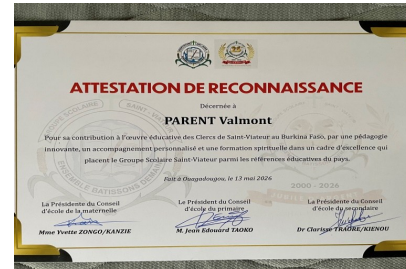 ATTESTATION DE RECONNAISSANCE
Décernée à
PARENT Valmont
Pour sa contribution à l'œuvre éducative des Clercs de Saint-Viateur au Burkina Faso, par une pédagogie
innovante, un accompagnement personnalisé et une formation spirituelle dans un cadre d'excellence qui
placent le Groupe Scolaire Saint-Viateur parmi les références éducatives du pays.
Fait à Ouagadougou, le 13 mai 2026
2000 - 2026
La Présidente du Conseil
d'école de la maternelle
Mme Yvette ZONGO/KANZIE
La Président du Conseil
d'école du primaire
M. Jean Edouard TAOKO
La Présidente du Conseil
d'école du secondaire
Dr Clarisse TRAORE/KIENOU